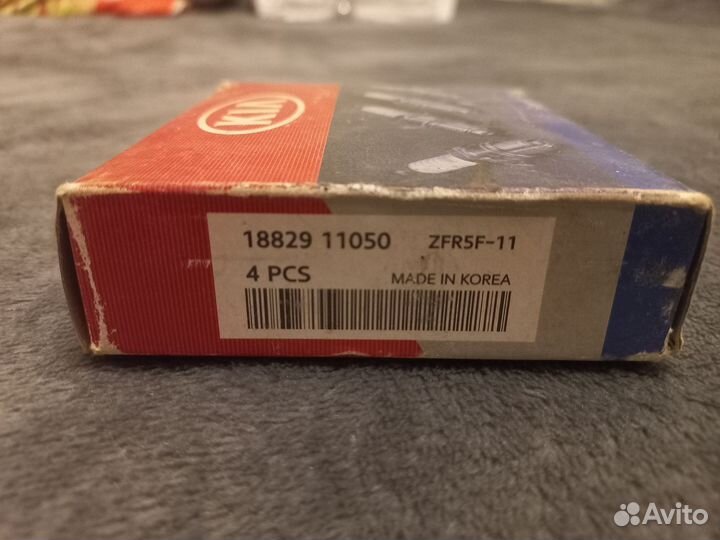 KIA
18829 11050 ZFR5F-11
4 PCS MADE IN KOREA
Avito